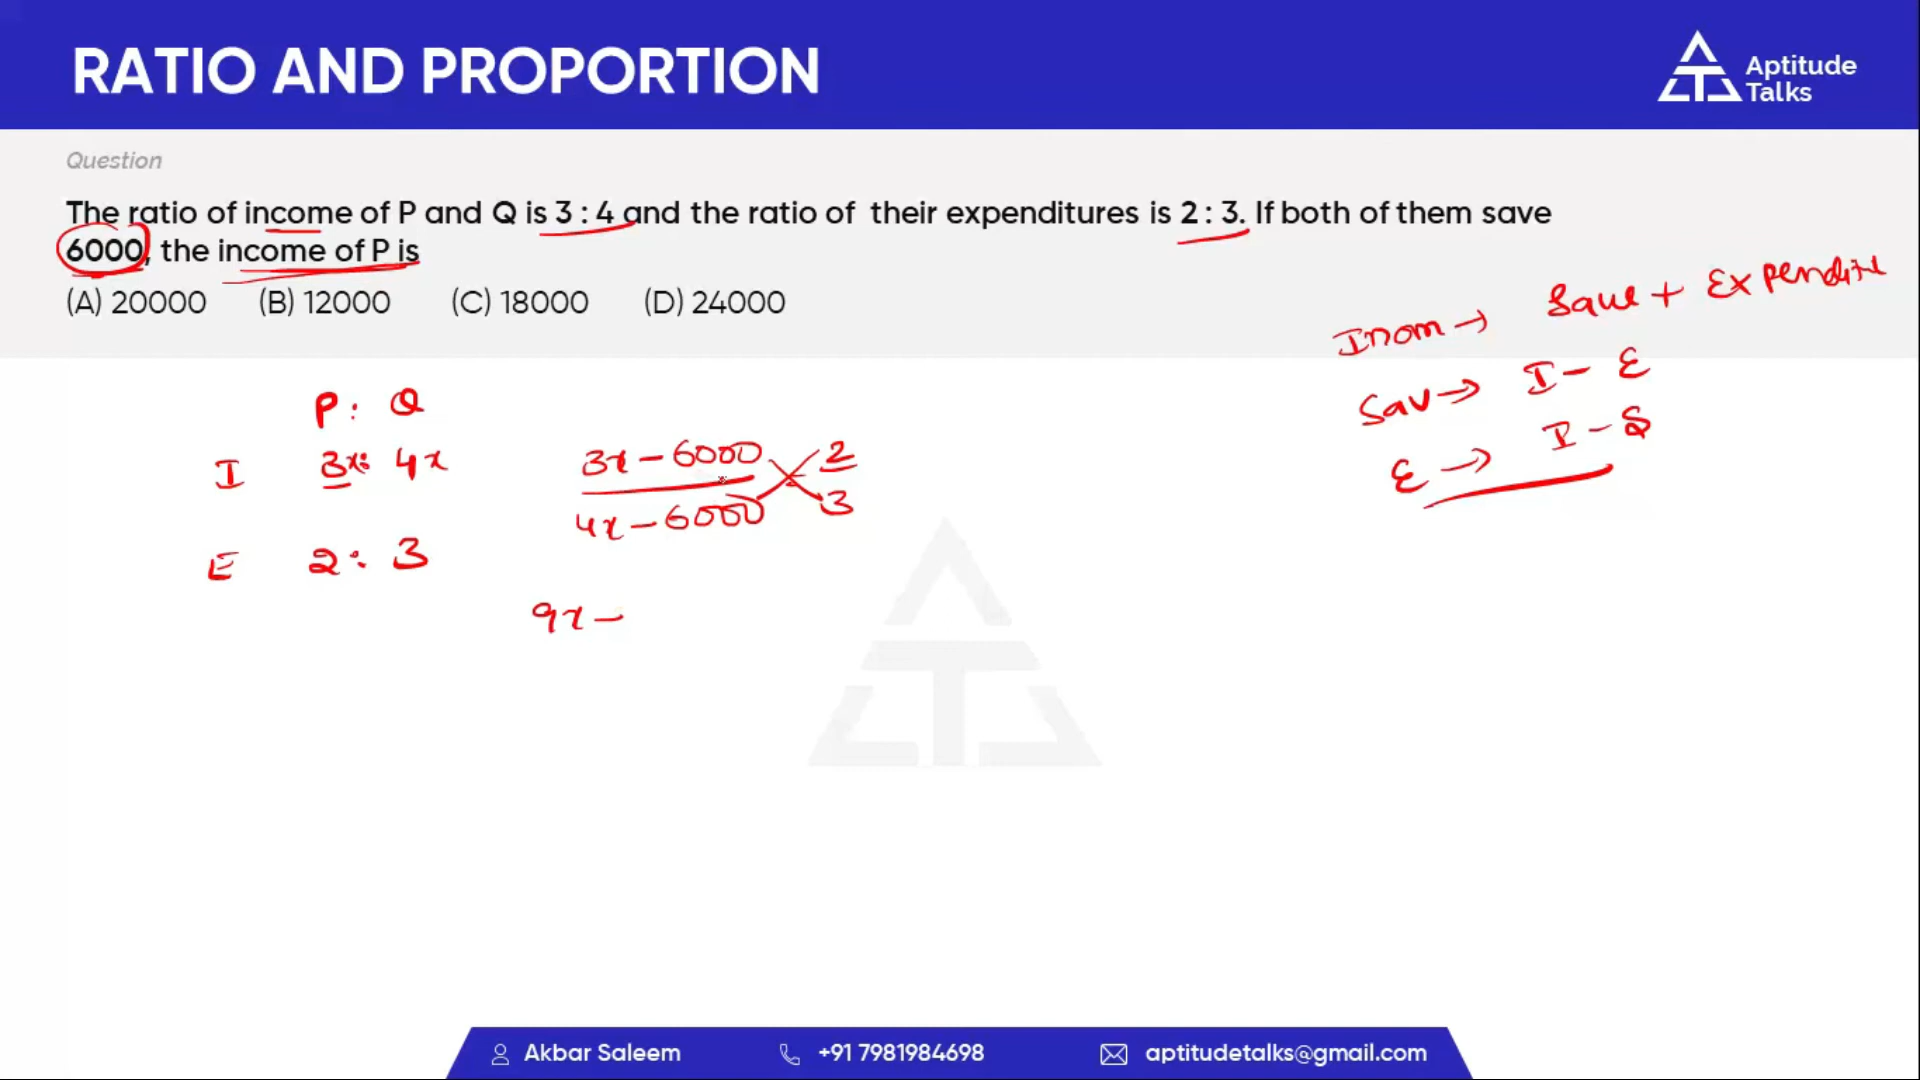 RATIO AND PROPORTION
Aptitude
Talks
Question
The ratio of income of P and Q is 3 : 4 and the ratio of their expenditures is 2 : 3. If both of them save
6000, the income of P is
(A) 20000 (B) 12000 (C) 18000 (D) 24000
Inom → Save + Expenditu
Sav → I - E
E → I - S
P : Q
I 3x : 4x
E 2 : 3
3x - 6000 2
4x - 6000 3
9x -
Akbar Saleem +91 7981984698 aptitudetalks@gmail.com